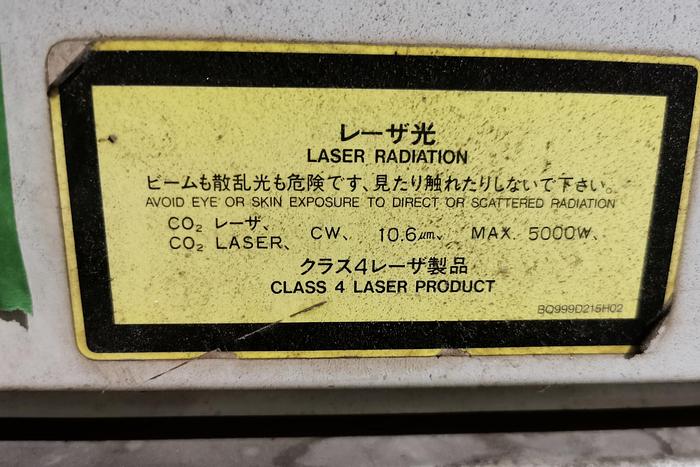 レーザ光
LASER RADIATION
ビームも散乱光も危険です、見たり触れたりしないで下さい。
AVOID EYE OR SKIN EXPOSURE TO DIRECT OR SCATTERED RADIATION
CO₂ レーザ、
CO₂ LASER、 CW、 10.6㎛、 MAX. 5000W、
クラス4レーザ製品
CLASS 4 LASER PRODUCT
BQ999D215H02